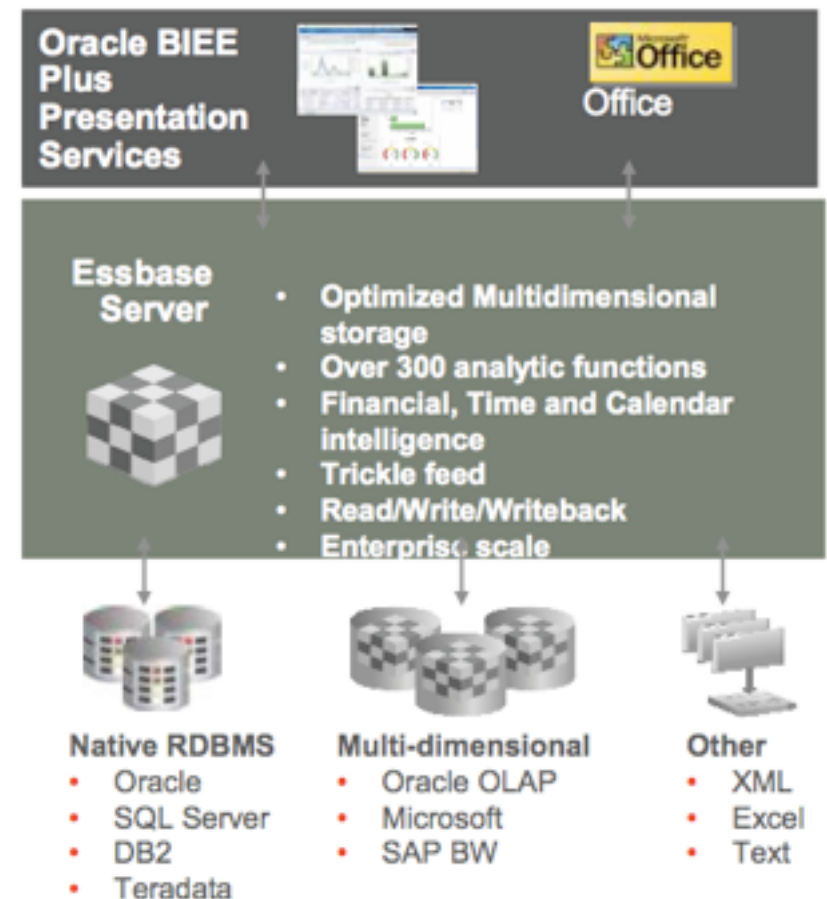 Oracle BIEE
Plus
Presentation
Services
Microsoft
Office
Office
Essbase
Server
• Optimized Multidimensional
storage
• Over 300 analytic functions
• Financial, Time and Calendar
intelligence
• Trickle feed
• Read/Write/Writeback
• Enterprise scale
Native RDBMS
• Oracle
• SQL Server
• DB2
• Teradata
Multi-dimensional
• Oracle OLAP
• Microsoft
• SAP BW
Other
• XML
• Excel
• Text